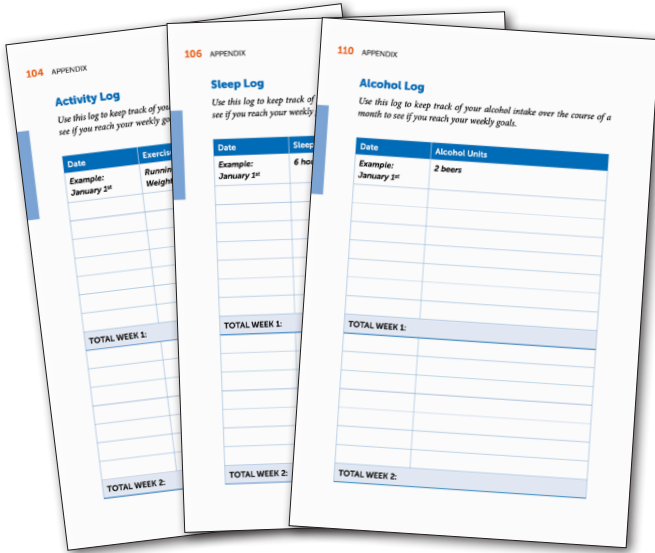 104 APPENDIX
Activity Log
Use this log to keep track of
see if you reach your weekly
Date Exercis
Example:
January 1st
Runnin
Weight
TOTAL WEEK 1:
TOTAL WEEK 2:
106 APPENDIX
Sleep Log
Use this log to keep track of
see if you reach your weekly
Date Sleep
Example:
January 1st
6 ho
TOTAL WEEK 1:
TOTAL WEEK 2:
110 APPENDIX
Alcohol Log
Use this log to keep track of your alcohol intake over the course of a
month to see if you reach your weekly goals.
Date Alcohol Units
Example:
January 1st
2 beers
TOTAL WEEK 1:
TOTAL WEEK 2: